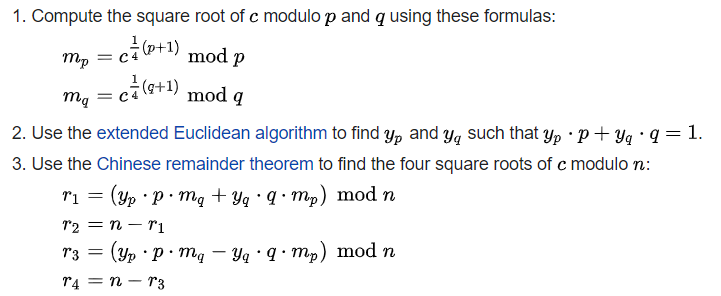 1. Compute the square root of c modulo p and q using these formulas:
m_p = c^{\frac{1}{4}(p+1)} mod p
m_q = c^{\frac{1}{4}(q+1)} mod q
2. Use the extended Euclidean algorithm to find y_p and y_q such that y_p · p + y_q · q = 1.
3. Use the Chinese remainder theorem to find the four square roots of c modulo n:
r_1 = (y_p · p · m_q + y_q · q · m_p) mod n
r_2 = n − r_1
r_3 = (y_p · p · m_q − y_q · q · m_p) mod n
r_4 = n − r_3